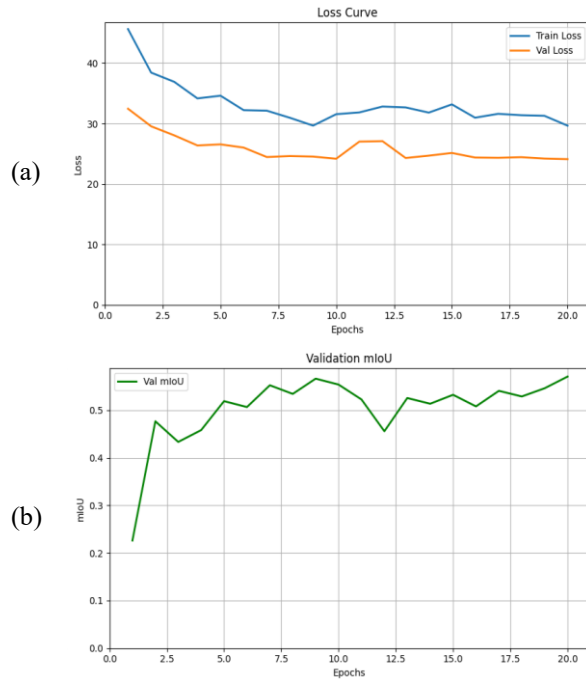 Loss Curve
Train Loss
Val Loss
40
30
(a)
Loss
20
10
0
0.0 2.5 5.0 7.5 10.0 12.5 15.0 17.5 20.0
Epochs
Validation mIoU
Val mIoU
0.5
0.4
(b)
mIoU
0.3
0.2
0.1
0.0
0.0 2.5 5.0 7.5 10.0 12.5 15.0 17.5 20.0
Epochs